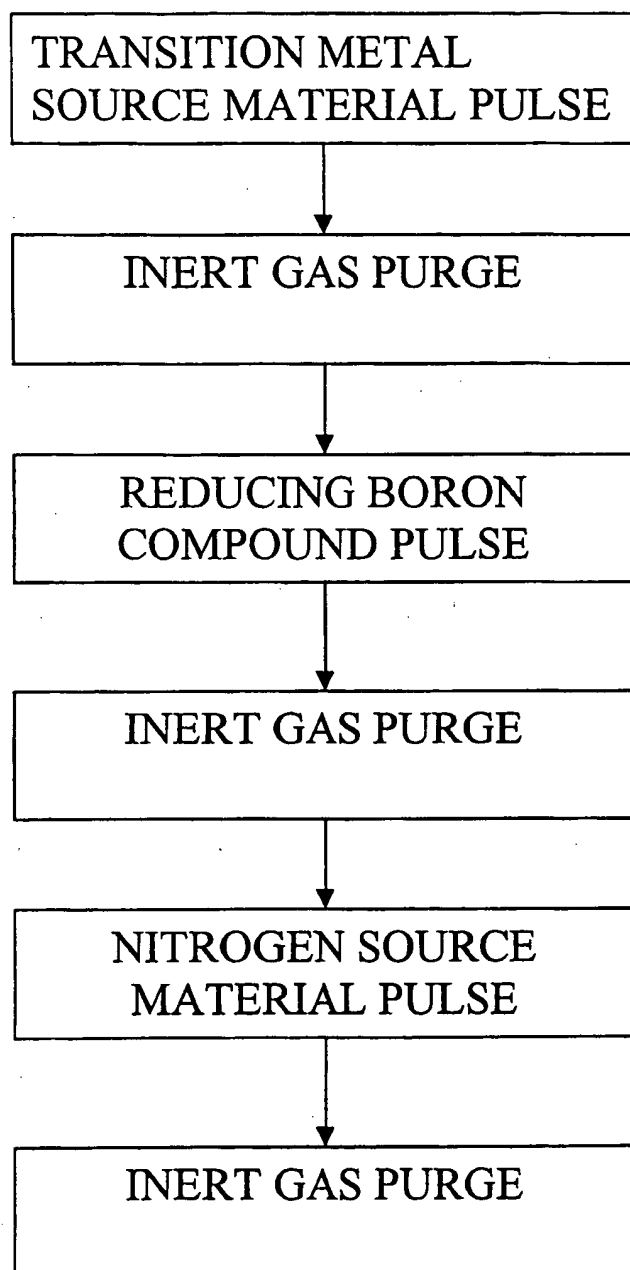 TRANSITION METAL
SOURCE MATERIAL PULSE
INERT GAS PURGE
REDUCING BORON
COMPOUND PULSE
INERT GAS PURGE
NITROGEN SOURCE
MATERIAL PULSE
INERT GAS PURGE